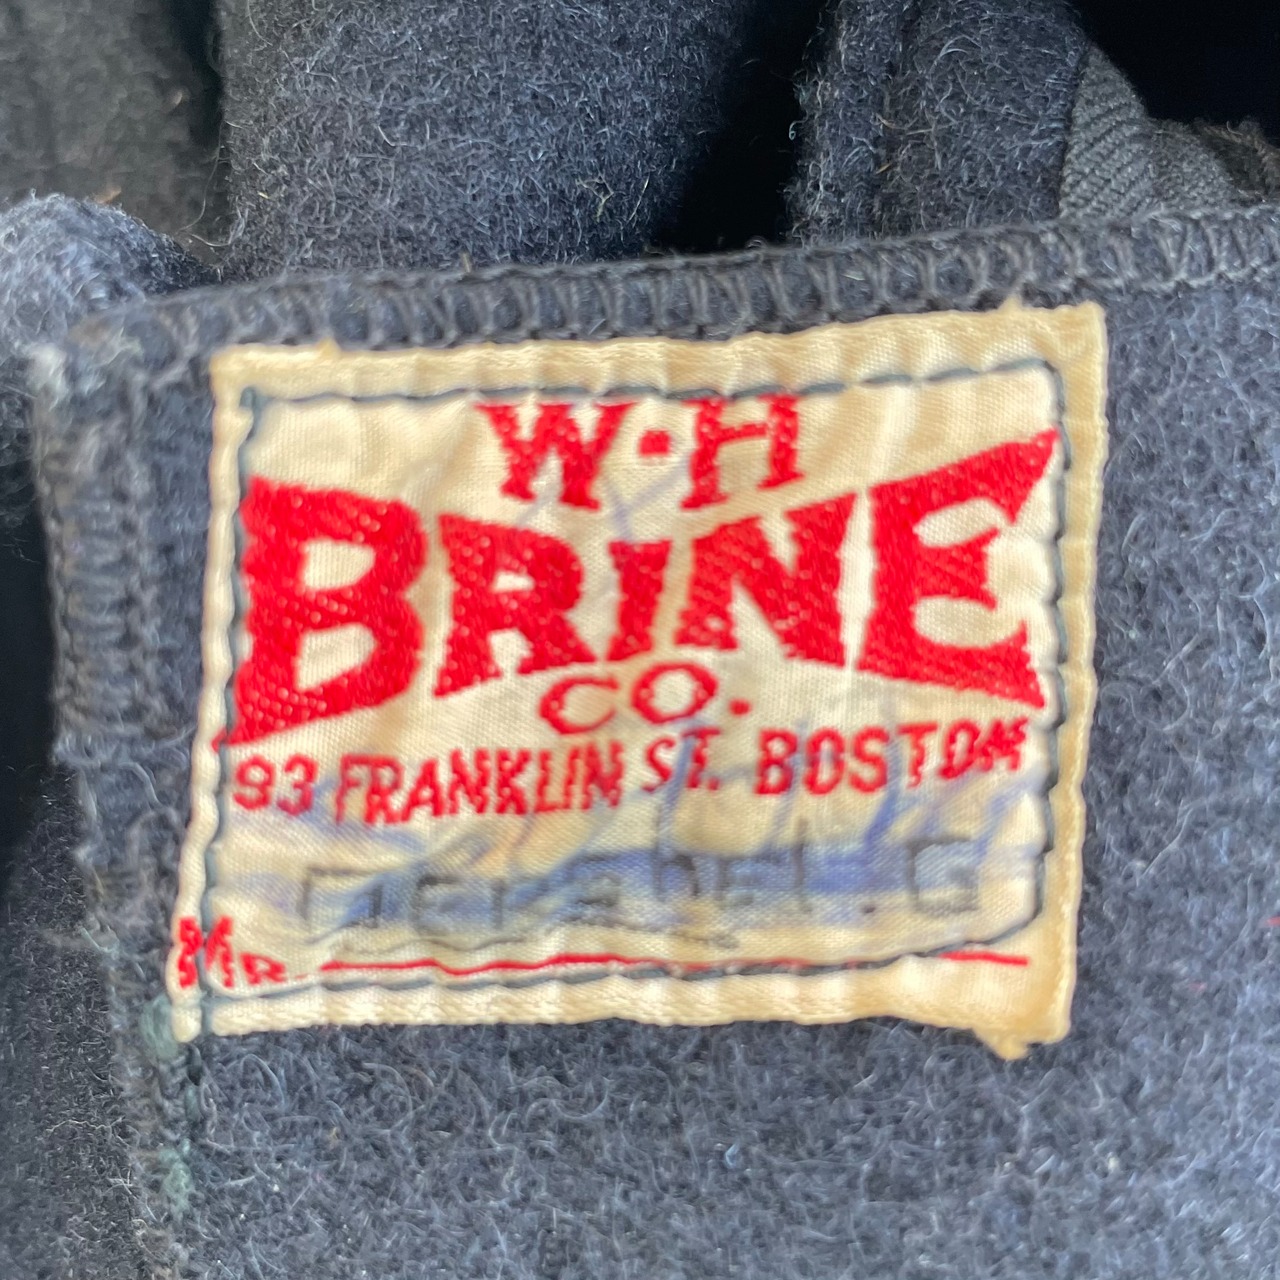 W·H
BRINE
CO.
93 FRANKLIN ST. BOSTON